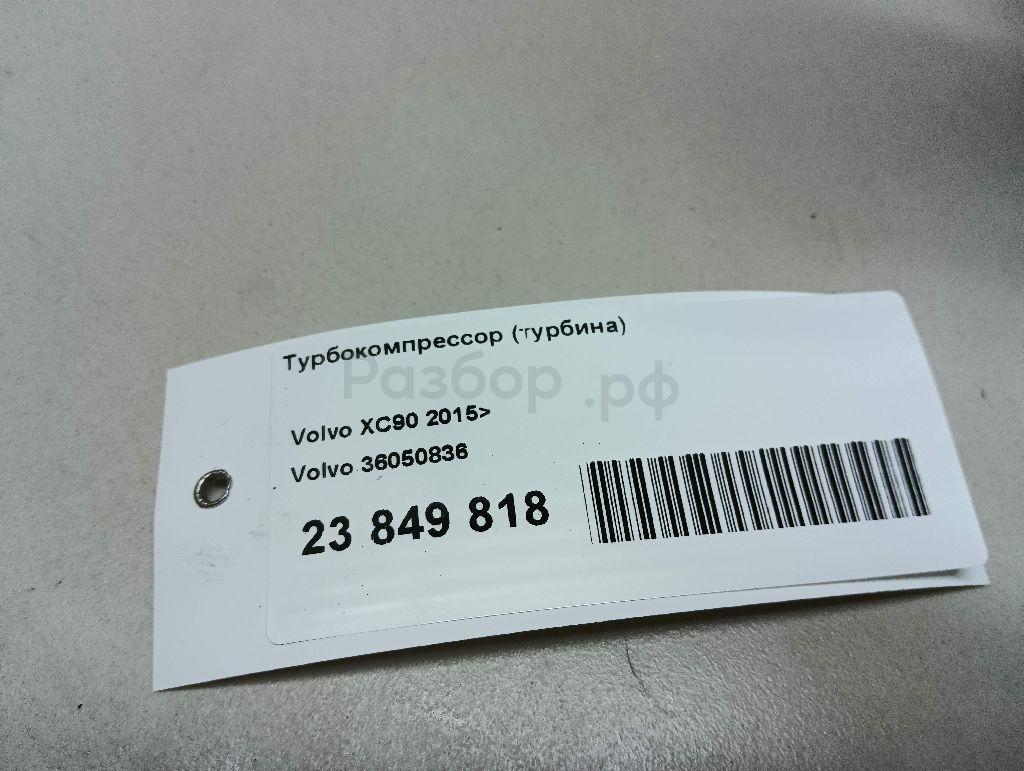 Турбокомпрессор (турбина)
Разбор .рф
Volvo XC90 2015>
Volvo 36050836
23 849 818